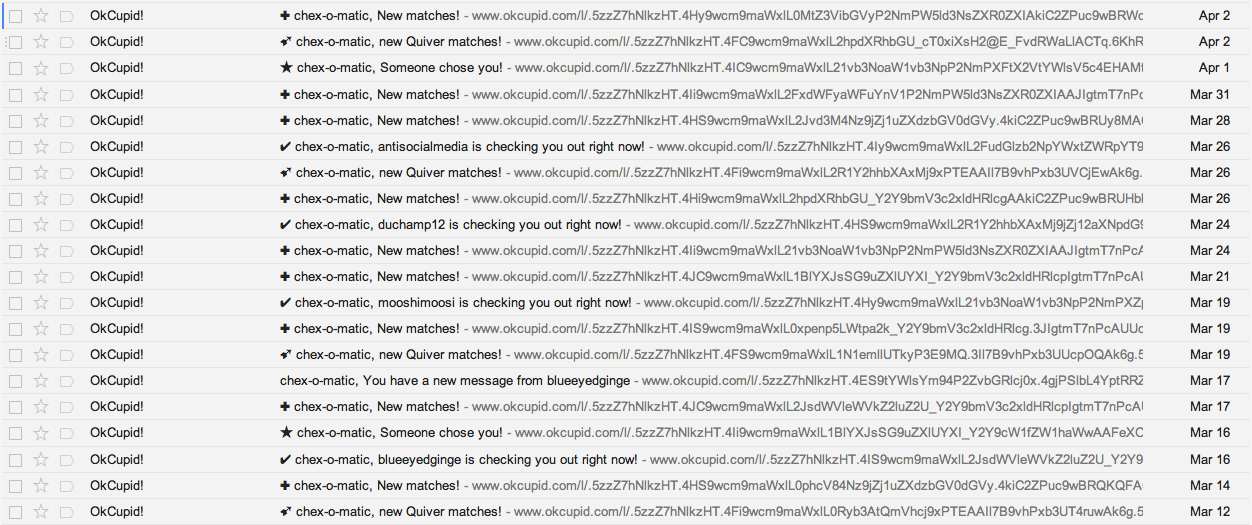 OkCupid! ✚ chex-o-matic, New matches! - www.okcupid.com/l/.5zzZ7hNlkzHT.4Hy9wcm9maWxlL0MtZ3VibGVyP2NmPW5ld3NsZXR0ZXIAkiC2ZPuc9wBRWc Apr 2
OkCupid! ➹ chex-o-matic, new Quiver matches! - www.okcupid.com/l/.5zzZ7hNlkzHT.4FC9wcm9maWxlL2hpdXRhbGU_cT0xiXsH2@E_FvdRWaLlACTq.6KhR Apr 2
OkCupid! ★ chex-o-matic, Someone chose you! - www.okcupid.com/l/.5zzZ7hNlkzHT.4IC9wcm9maWxlL21vb3NoaW1vb3NpP2NmPXFtX2VtYWlsV5c4EHAMt Apr 1
OkCupid! ✚ chex-o-matic, New matches! - www.okcupid.com/l/.5zzZ7hNlkzHT.4Ii9wcm9maWxlL2FxdWFyaWFuYnV1P2NmPW5ld3NsZXR0ZXIAAJIgtmT7nPc Mar 31
OkCupid! ✚ chex-o-matic, New matches! - www.okcupid.com/l/.5zzZ7hNlkzHT.4HS9wcm9maWxlL2Jvd3M4Nz9jZj1uZXdzbGV0dGVy.4kiC2ZPuc9wBRUy8MA Mar 28
OkCupid! ✔ chex-o-matic, antisocialmedia is checking you out right now! - www.okcupid.com/l/.5zzZ7hNlkzHT.4Iy9wcm9maWxlL2FudGlzb2NpYWxtZWRpYT9 Mar 26
OkCupid! ➹ chex-o-matic, new Quiver matches! - www.okcupid.com/l/.5zzZ7hNlkzHT.4Fi9wcm9maWxlL2R1Y2hhbXAxMj9xPTEAAIl7B9vhPxb3UVCjEwAk6g. Mar 26
OkCupid! ✚ chex-o-matic, New matches! - www.okcupid.com/l/.5zzZ7hNlkzHT.4Hi9wcm9maWxlL2hpdXRhbGU_Y2Y9bmV3c2xldHRlcgAAkiC2ZPuc9wBRUHbl Mar 26
OkCupid! ✔ chex-o-matic, duchamp12 is checking you out right now! - www.okcupid.com/l/.5zzZ7hNlkzHT.4HS9wcm9maWxlL2R1Y2hhbXAxMj9jZj12aXNpdG9 Mar 24
OkCupid! ✚ chex-o-matic, New matches! - www.okcupid.com/l/.5zzZ7hNlkzHT.4Ii9wcm9maWxlL21vb3NoaW1vb3NpP2NmPW5ld3NsZXR0ZXIAAJIgtmT7nPcA Mar 24
OkCupid! ✚ chex-o-matic, New matches! - www.okcupid.com/l/.5zzZ7hNlkzHT.4JC9wcm9maWxlL1BlYXJsSG9uZXlUYXI_Y2Y9bmV3c2xldHRlcpIgtmT7nPcAU Mar 21
OkCupid! ✔ chex-o-matic, mooshimoosi is checking you out right now! - www.okcupid.com/l/.5zzZ7hNlkzHT.4Hy9wcm9maWxlL21vb3NoaW1vb3NpP2NmPXZp Mar 19
OkCupid! ✚ chex-o-matic, New matches! - www.okcupid.com/l/.5zzZ7hNlkzHT.4IS9wcm9maWxlL0xpenp5LWtpa2k_Y2Y9bmV3c2xldHRlcg.3JIgtmT7nPcAUUc Mar 19
OkCupid! ➹ chex-o-matic, new Quiver matches! - www.okcupid.com/l/.5zzZ7hNlkzHT.4FS9wcm9maWxlL1N1emllUTkyP3E9MQ.3Il7B9vhPxb3UUcpOQAk6g.5 Mar 19
OkCupid! chex-o-matic, You have a new message from blueeyedginge - www.okcupid.com/l/.5zzZ7hNlkzHT.4ES9tYWlsYm94P2ZvbGRlcj0x.4gjPSlbL4YptRRZ Mar 17
OkCupid! ✚ chex-o-matic, New matches! - www.okcupid.com/l/.5zzZ7hNlkzHT.4JC9wcm9maWxlL2JsdWVleWVkZ2luZ2U_Y2Y9bmV3c2xldHRlcpIgtmT7nPcAU Mar 17
OkCupid! ★ chex-o-matic, Someone chose you! - www.okcupid.com/l/.5zzZ7hNlkzHT.4Ii9wcm9maWxlL1BlYXJsSG9uZXlUYXI_Y2Y9cW1fZW1haWwAAFeXC Mar 16
OkCupid! ✔ chex-o-matic, blueeyedginge is checking you out right now! - www.okcupid.com/l/.5zzZ7hNlkzHT.4IS9wcm9maWxlL2JsdWVleWVkZ2luZ2U_Y2Y9 Mar 16
OkCupid! ✚ chex-o-matic, New matches! - www.okcupid.com/l/.5zzZ7hNlkzHT.4HS9wcm9maWxlL0phcV84Nz9jZj1uZXdzbGV0dGVy.4kiC2ZPuc9wBRQKQFA Mar 14
OkCupid! ➹ chex-o-matic, new Quiver matches! - www.okcupid.com/l/.5zzZ7hNlkzHT.4Fi9wcm9maWxlL0Ryb3AtQmVhcj9xPTEAAIl7B9vhPxb3UT4ruwAk6g.5 Mar 12